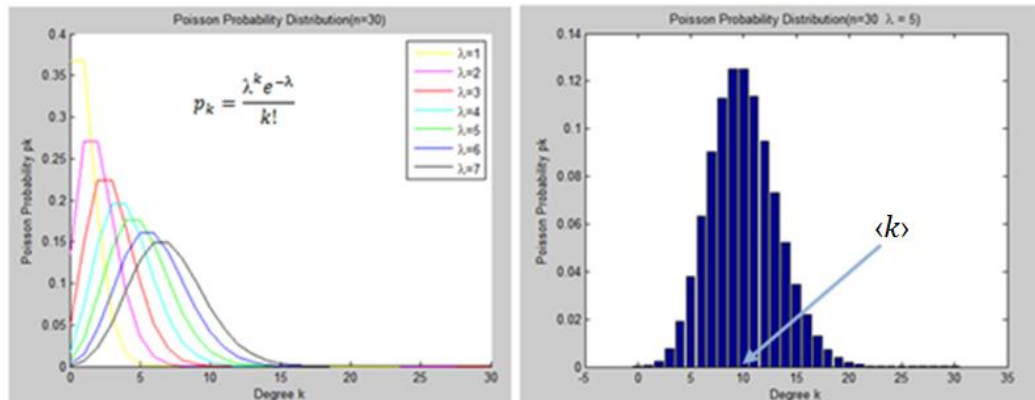 Poisson Probability Distribution(n=30)
0.4
0.35
0.3
0.25
0.2
0.15
0.1
0.05
0
Poisson Probability pk
p_k = λ^k e^{-λ} / k!
λ=1
λ=2
λ=3
λ=4
λ=5
λ=6
λ=7
0 5 10 15 20 25 30
Degree k
Poisson Probability Distribution(n=30 λ = 5)
0.14
0.12
0.1
0.08
0.06
0.04
0.02
0
Poisson Probability pk
⟨k⟩
-5 0 5 10 15 20 25 30 35
Degree k